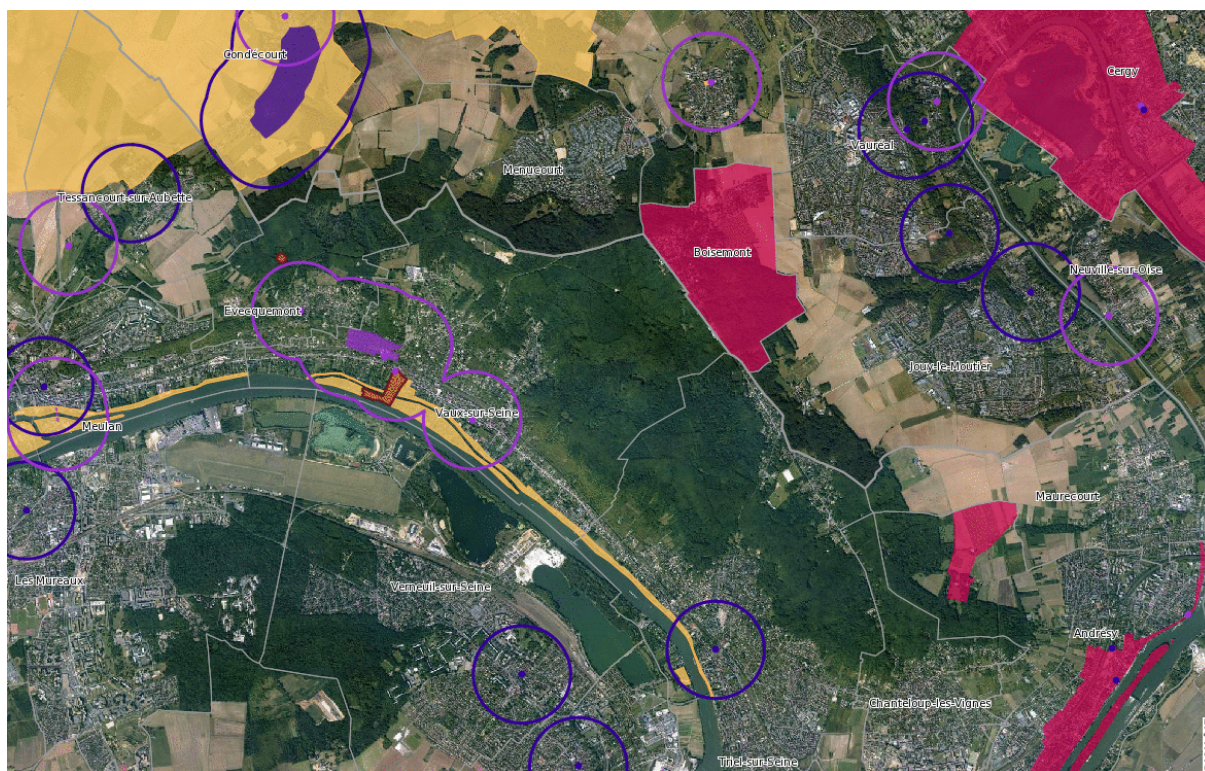 Condécourt
Cergy
Vauréal
Menucourt
Tessancourt-sur-Aubette
Boisemont
Neuville-sur-Oise
Evecquemont
Jouy-le-Moutier
Vaux-sur-Seine
Meulan
Maurecourt
Les Mureaux
Verneuil-sur-Seine
Andrésy
Chanteloup-les-Vignes
Triel-sur-Seine